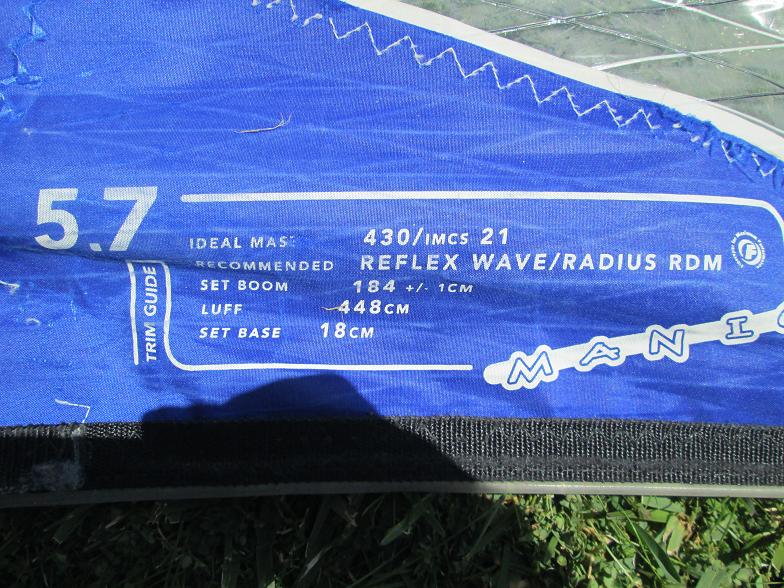 5.7
IDEAL MAS
430/IMCS 21
RECOMMENDED REFLEX WAVE/RADIUS RDM
SET BOOM 184 +/- 1CM
LUFF 448CM
SET BASE 18CM
TRIM GUIDE
MANI